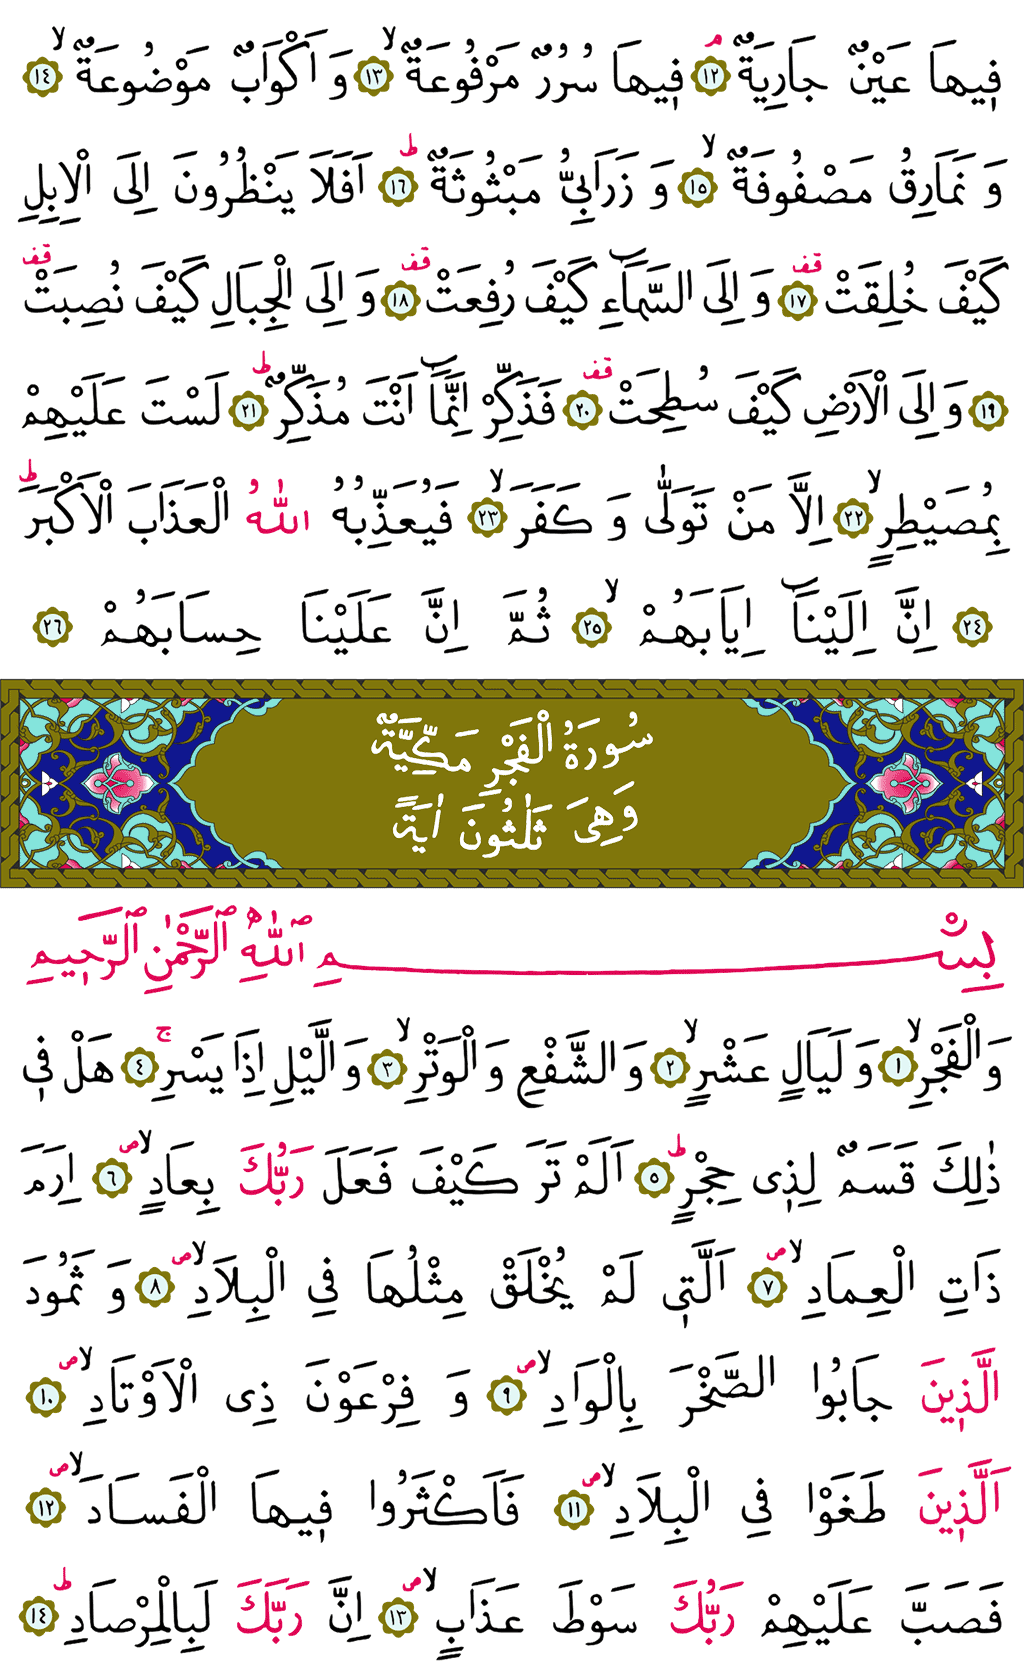 فِيهَا عَيْنٌ جَارِيَةٌۢ ﴿١٢﴾ فِيهَا سُرُرٌ مَرْفُوعَةٌۙ ﴿١٣﴾ وَ اَكْوَابٌ مَوْضُوعَةٌۙ ﴿١٤﴾
وَ نَمَارِقُ مَصْفُوفَةٌۙ ﴿١٥﴾ وَ زَرَابِىُّ مَبْثُوثَةٌؕ ﴿١٦﴾ اَفَلَا يَنْظُرُونَ اِلَى الْاِبِلِ
كَيْفَ خُلِقَتْ قف ﴿١٧﴾ وَ اِلَى السَّمَٓاءِ كَيْفَ رُفِعَتْ قف ﴿١٨﴾ وَ اِلَى الْجِبَالِ كَيْفَ نُصِبَتْ قف
﴿١٩﴾ وَ اِلَى الْاَرْضِ كَيْفَ سُطِحَتْ قف ﴿٢٠﴾ فَذَكِّرْ اِنَّمَٓا اَنْتَ مُذَكِّرٌؕ ﴿٢١﴾ لَسْتَ عَلَيْهِمْ
بِمُصَيْطِرٍۙ ﴿٢٢﴾ اِلَّا مَنْ تَوَلّٰى وَ كَفَرَۙ ﴿٢٣﴾ فَيُعَذِّبُهُ اللّٰهُ الْعَذَابَ الْاَكْبَرَؕ
﴿٢٤﴾ اِنَّ اِلَيْنَٓا اِيَابَهُمْۙ ﴿٢٥﴾ ثُمَّ اِنَّ عَلَيْنَا حِسَابَهُمْ ﴿٢٦﴾
سُورَةُ الْفَجْرِ مَكِّيَّةٌ
وَهِىَ ثَلٰثُونَ اٰيَةً
بِسْمِ اللّٰهِ الرَّحْمٰنِ الرَّحِيمِ
وَالْفَجْرِۙ ﴿١﴾ وَ لَيَالٍ عَشْرٍۙ ﴿٢﴾ وَالشَّفْعِ وَالْوَتْرِۙ ﴿٣﴾ وَالَّيْلِ اِذَا يَسْرِۚ ﴿٤﴾ هَلْ فِى
ذٰلِكَ قَسَمٌ لِذِى حِجْرٍؕ ﴿٥﴾ اَلَمْ تَرَ كَيْفَ فَعَلَ رَبُّكَ بِعَادٍۙ ص ﴿٦﴾ اِرَمَ
ذَاتِ الْعِمَادِۙ ص ﴿٧﴾ اَلَّتِى لَمْ يُخْلَقْ مِثْلُهَا فِى الْبِلَادِۙ ص ﴿٨﴾ وَ ثَمُودَ
الَّذِينَ جَابُوا الصَّخْرَ بِالْوَادِۙ ص ﴿٩﴾ وَ فِرْعَوْنَ ذِى الْاَوْتَادِۙ ص ﴿١٠﴾
اَلَّذِينَ طَغَوْا فِى الْبِلَادِۙ ص ﴿١١﴾ فَاَكْثَرُوا فِيهَا الْفَسَادَۙ ص ﴿١٢﴾
فَصَبَّ عَلَيْهِمْ رَبُّكَ سَوْطَ عَذَابٍۙ ص ﴿١٣﴾ اِنَّ رَبَّكَ لَبِالْمِرْصَادِؕ ﴿١٤﴾